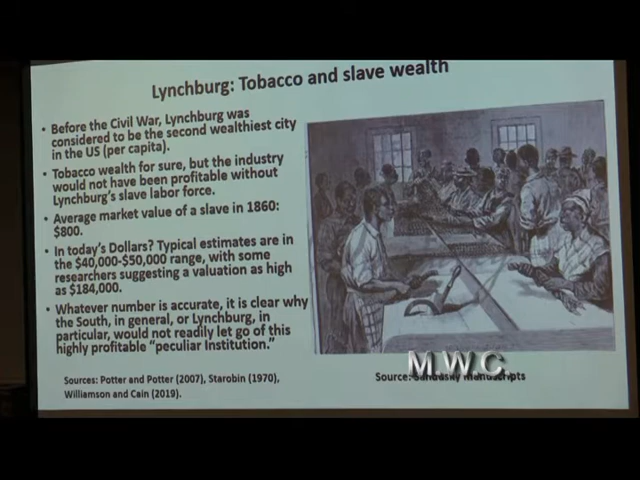 Lynchburg: Tobacco and slave wealth
• Before the Civil War, Lynchburg was
considered to be the second wealthiest city
in the US (per capita).
• Tobacco wealth for sure, but the industry
would not have been profitable without
Lynchburg's slave labor force.
• Average market value of a slave in 1860:
$800.
• In today's Dollars? Typical estimates are in
the $40,000-$50,000 range, with some
researchers suggesting a valuation as high
as $184,000.
• Whatever number is accurate, it is clear why
the South, in general, or Lynchburg, in
particular, would not readily let go of this
highly profitable "peculiar Institution."
Sources: Potter and Potter (2007), Starobin (1970),
Williamson and Cain (2019).
MWC
Source: Sandusky manuscripts